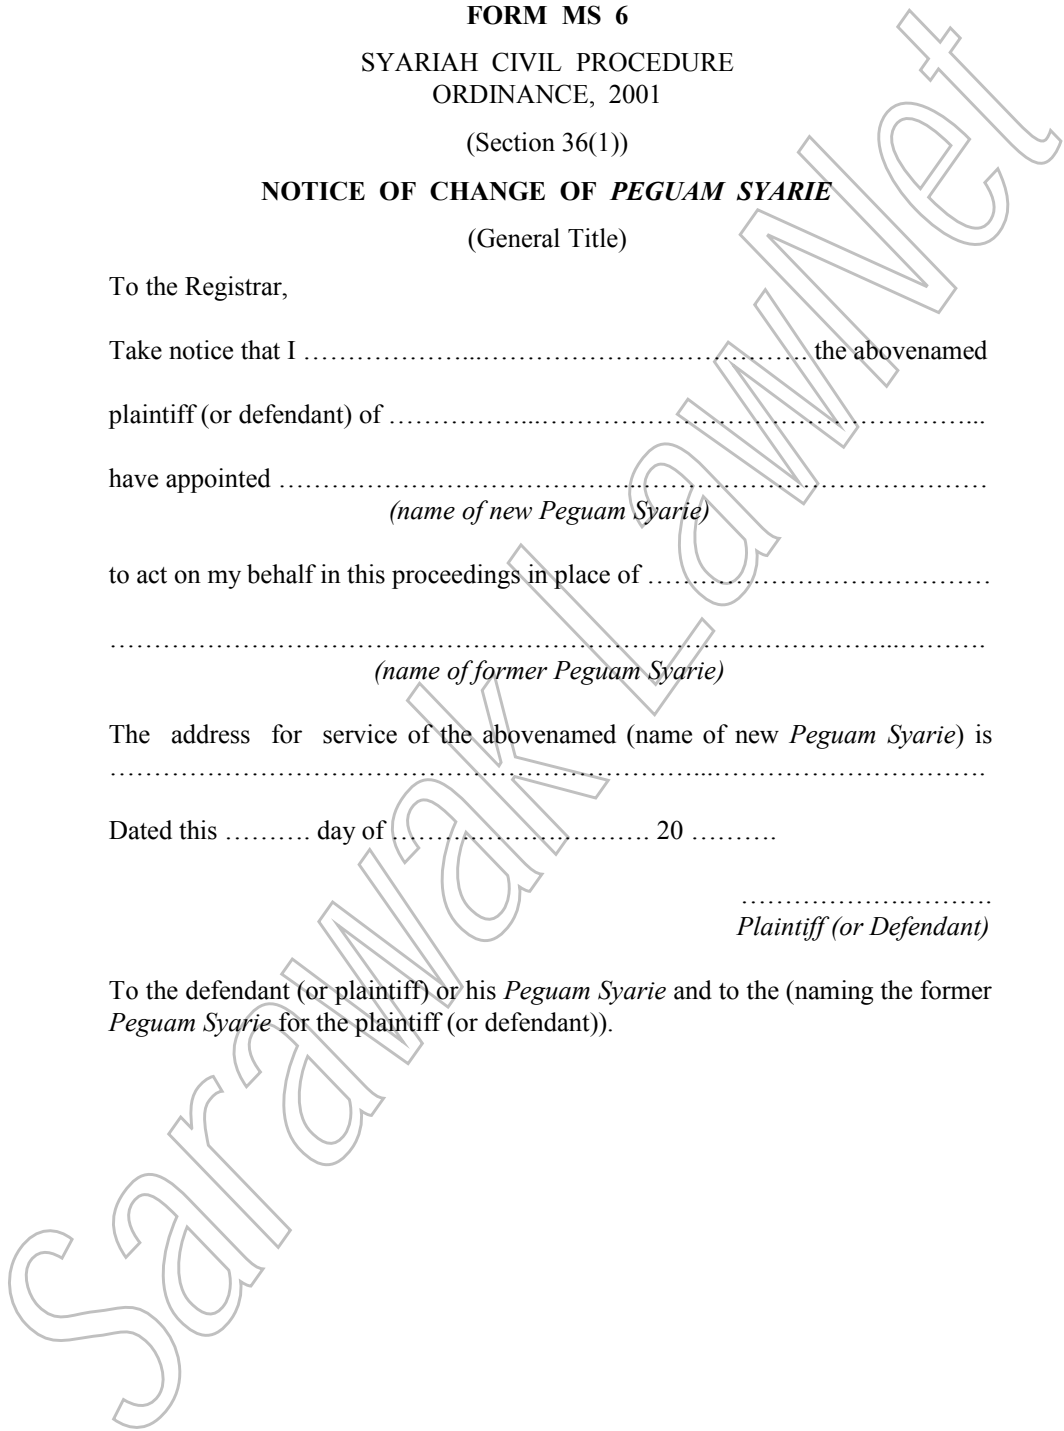 FORM MS 6
SYARIAH CIVIL PROCEDURE
ORDINANCE, 2001
(Section 36(1))
NOTICE OF CHANGE OF PEGUAM SYARIE
(General Title)
To the Registrar,
Take notice that I ………………...………………………………. the abovenamed
plaintiff (or defendant) of ……………...…………………………………………...
have appointed ……………………………………………………………………
(name of new Peguam Syarie)
to act on my behalf in this proceedings in place of …………………………………
……………………………………………………………………………...……….
(name of former Peguam Syarie)
The address for service of the abovenamed (name of new Peguam Syarie) is
…………………………………………………………...………………………….
Dated this ………. day of ………………………. 20 ……….
……………….……….
Plaintiff (or Defendant)
To the defendant (or plaintiff) or his Peguam Syarie and to the (naming the former
Peguam Syarie for the plaintiff (or defendant)).
Sarawak LawNet